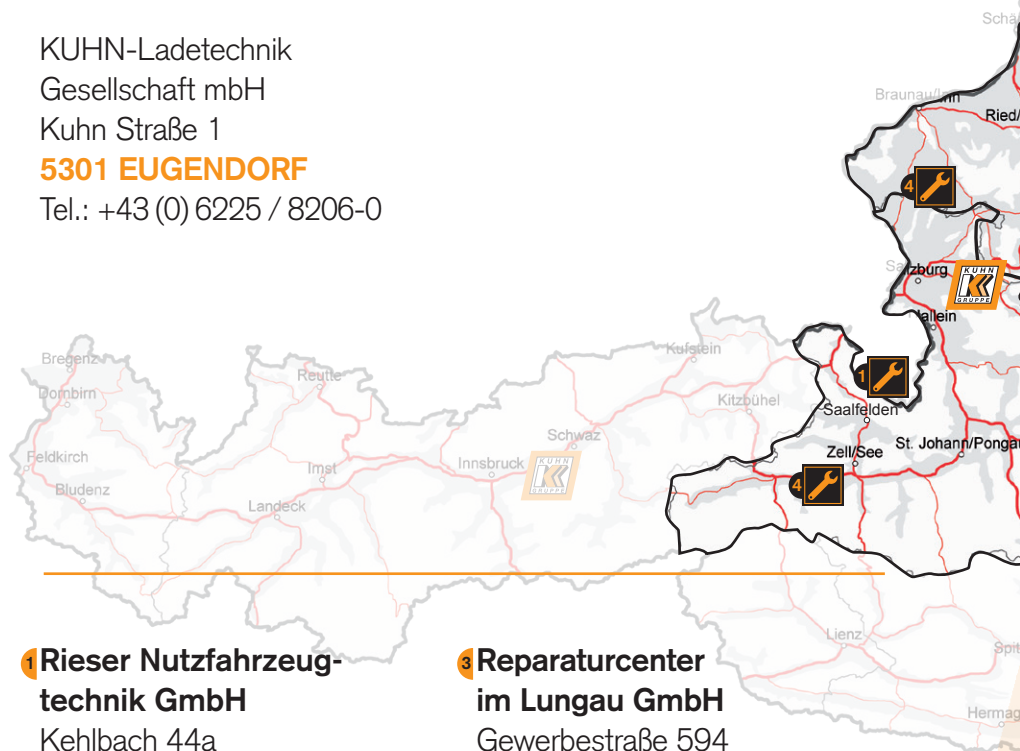 KUHN-Ladetechnik
Gesellschaft mbH
Kuhn Straße 1
5301 EUGENDORF
Tel.: +43 (0) 6225 / 8206-0
Braunau/Inn
Ried/
4
Salzburg
KUHN
K
GRUPPE
Hallein
Bregenz
Dornbirn
Reutte
Kufstein
1
Kitzbühel
Saalfelden
Feldkirch
Schwaz
Zell/See
St. Johann/Pongau
Imst
Innsbruck
KUHN
K
GRUPPE
4
Bludenz
Landeck
Lienz
Hermag
1 Rieser Nutzfahrzeug-
technik GmbH
Kehlbach 44a
3 Reparaturcenter
im Lungau GmbH
Gewerbestraße 594